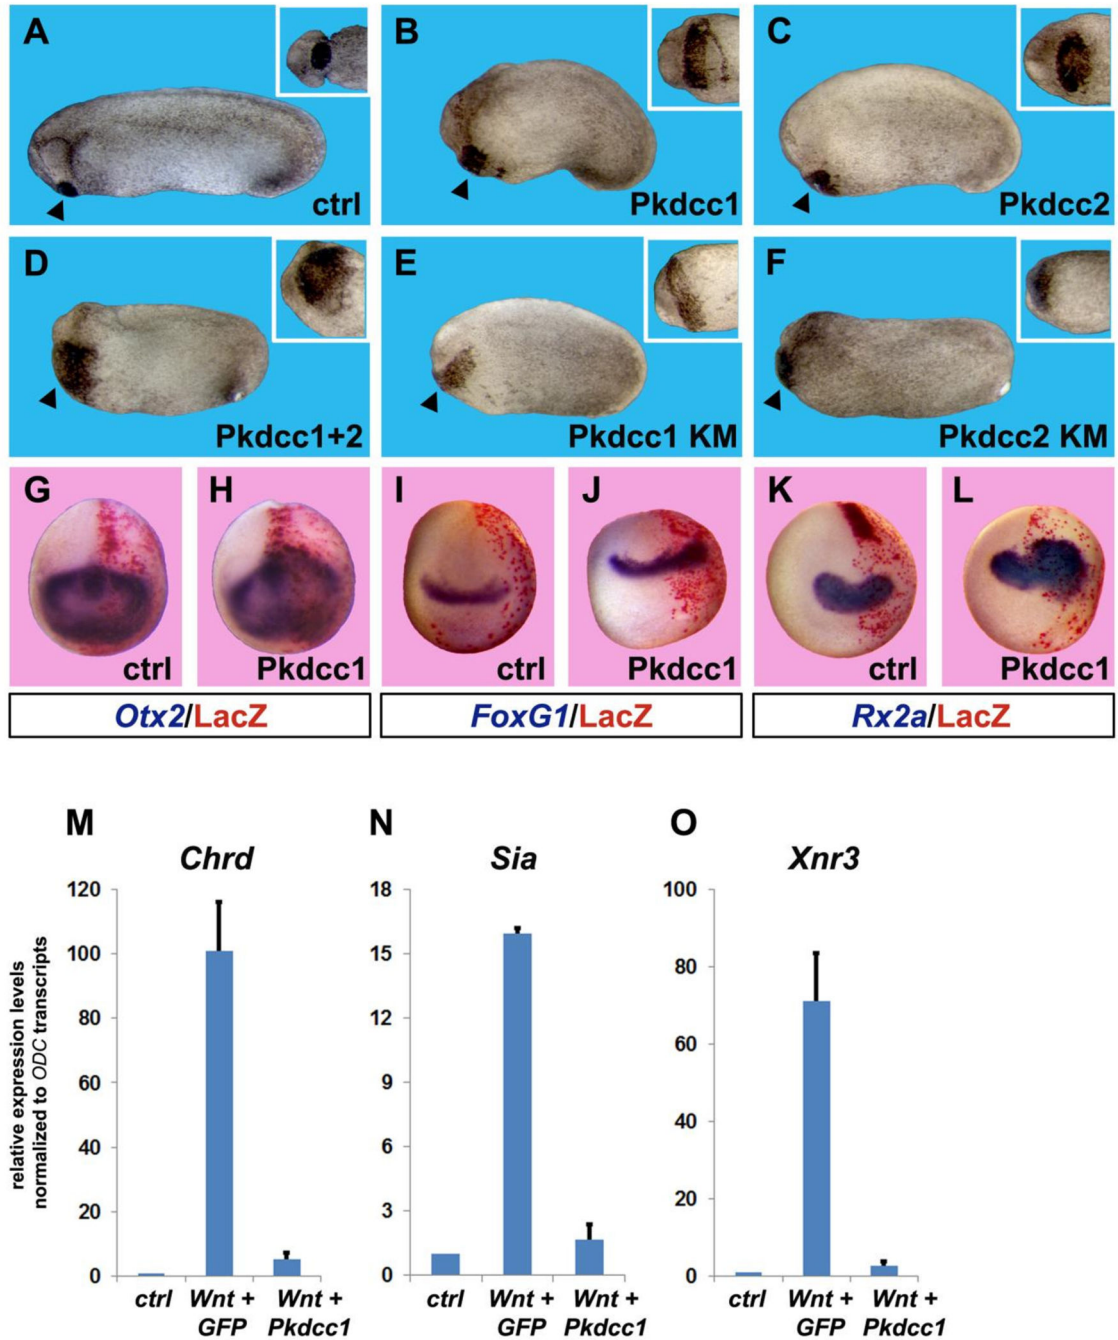 A
ctrl
B
Pkdcc1
C
Pkdcc2
D
Pkdcc1+2
E
Pkdcc1 KM
F
Pkdcc2 KM
G
ctrl
H
Pkdcc1
I
ctrl
J
Pkdcc1
K
ctrl
L
Pkdcc1
Otx2/LacZ
FoxG1/LacZ
Rx2a/LacZ
M
Chrd
relative expression levels
normalized to ODC transcripts
120
100
80
60
40
20
0
ctrl
Wnt +
GFP
Wnt +
Pkdcc1
N
Sia
18
15
12
9
6
3
0
ctrl
Wnt +
GFP
Wnt +
Pkdcc1
O
Xnr3
100
80
60
40
20
0
ctrl
Wnt +
GFP
Wnt +
Pkdcc1